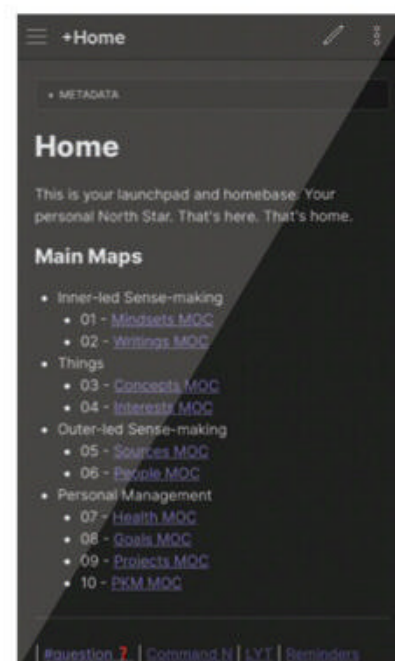 +Home
METADATA
Home
This is your launchpad and homebase. Your
personal North Star. That's here. That's home.
Main Maps
• Inner-led Sense-making
• 01 - Mindsets MOC
• 02 - Writings MOC
• Things
• 03 - Concepts MOC
• 04 - Interests MOC
• Outer-led Sense-making
• 05 - Sources MOC
• 06 - People MOC
• Personal Management
• 07 - Health MOC
• 08 - Goals MOC
• 09 - Projects MOC
• 10 - PKM MOC
| #question ❓ | Command N | LYT | Reminders